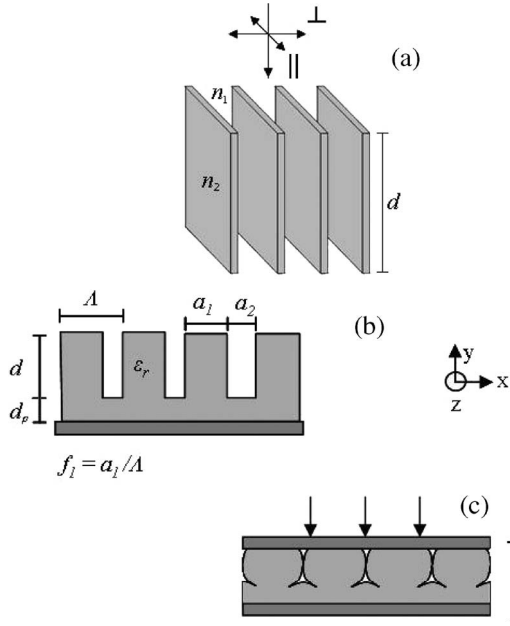 ⊥
||
(a)
n₁
n₂
d
Λ
a₁
a₂
(b)
d
εᵣ
dₚ
y
x
z
f₁ = a₁/Λ
(c)